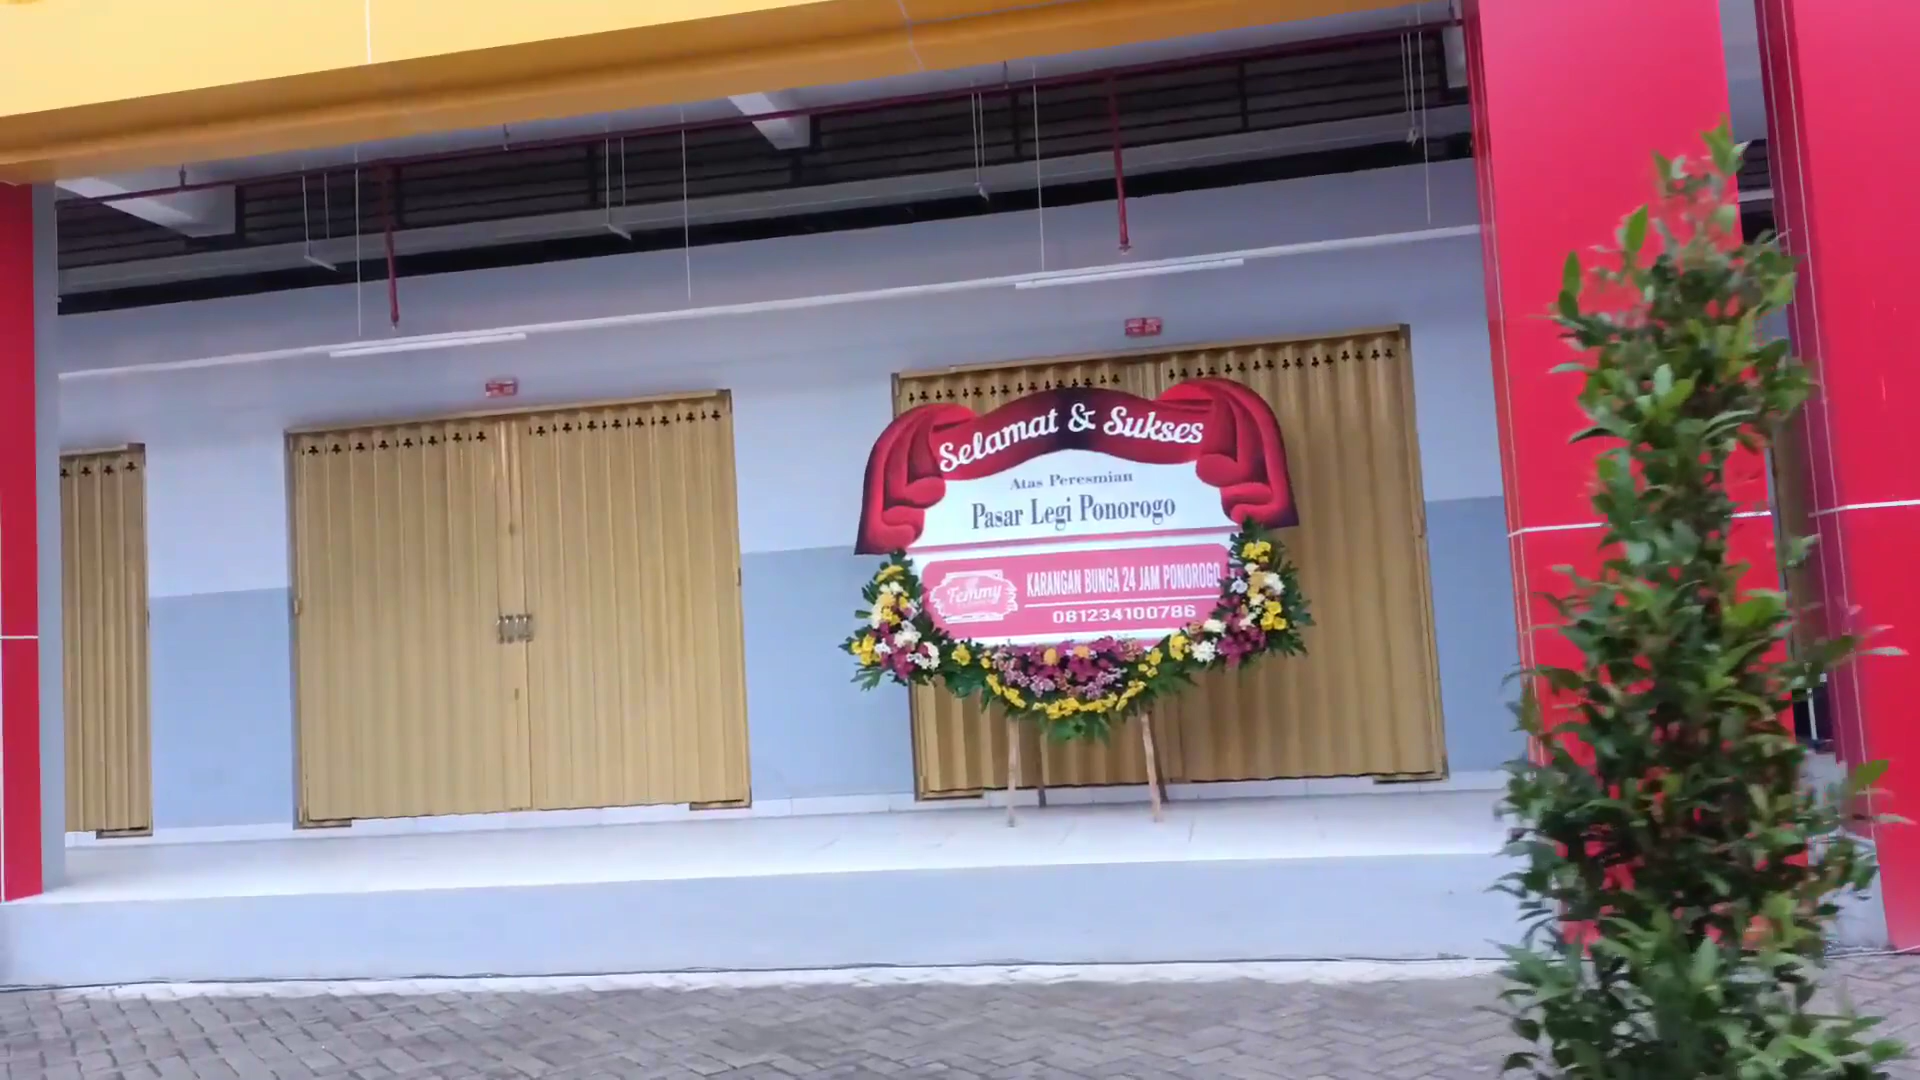 Selamat & Sukses
Atas Peresmian
Pasar Legi Ponorogo
Femmy
KARANGAN BUNGA 24 JAM PONOROGO
081234100786